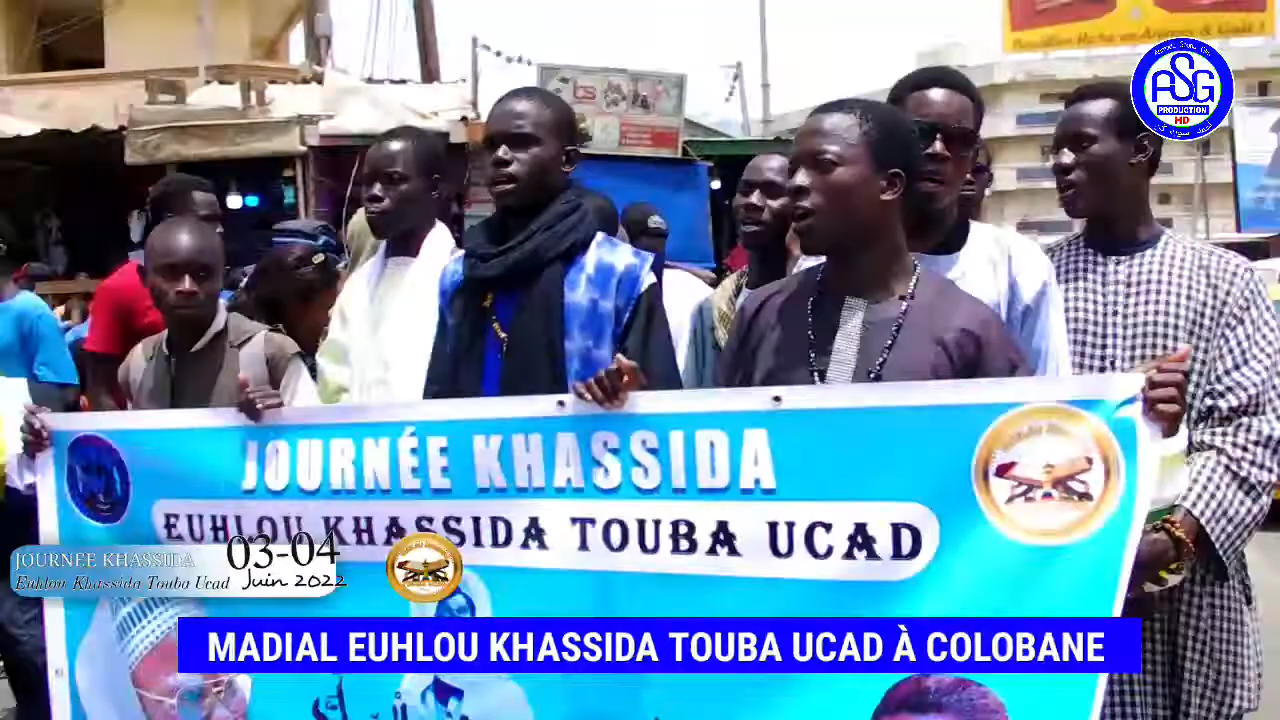 ASG
PRODUCTION
HD
JOURNÉE KHASSIDA
EUHLOU KHASSIDA TOUBA UCAD
JOURNEE KHASSIDA
Euhlou Khassida Touba Ucad
03-04
Juin 2022
MADIAL EUHLOU KHASSIDA TOUBA UCAD À COLOBANE